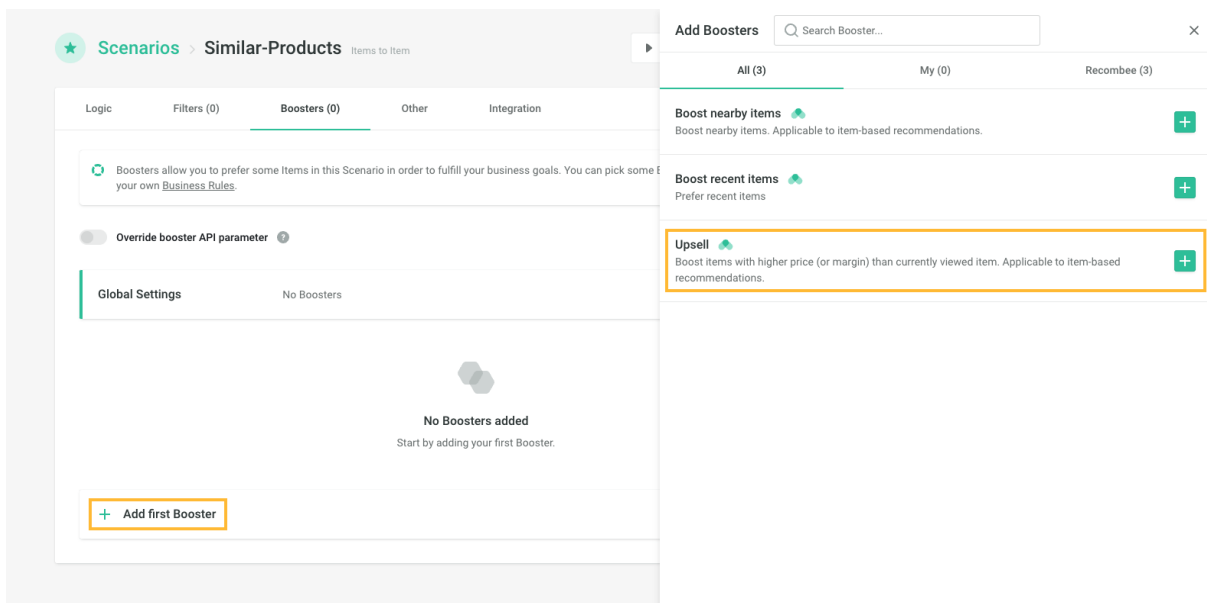 Scenarios > Similar-Products Items to Item
Logic Filters (0) Boosters (0) Other Integration
Boosters allow you to prefer some Items in this Scenario in order to fulfill your business goals. You can pick some
your own Business Rules.
Override booster API parameter ?
Global Settings No Boosters
No Boosters added
Start by adding your first Booster.
+ Add first Booster
Add Boosters Search Booster...
All (3) My (0) Recombee (3)
Boost nearby items
Boost nearby items. Applicable to item-based recommendations.
Boost recent items
Prefer recent items
Upsell
Boost items with higher price (or margin) than currently viewed item. Applicable to item-based
recommendations.